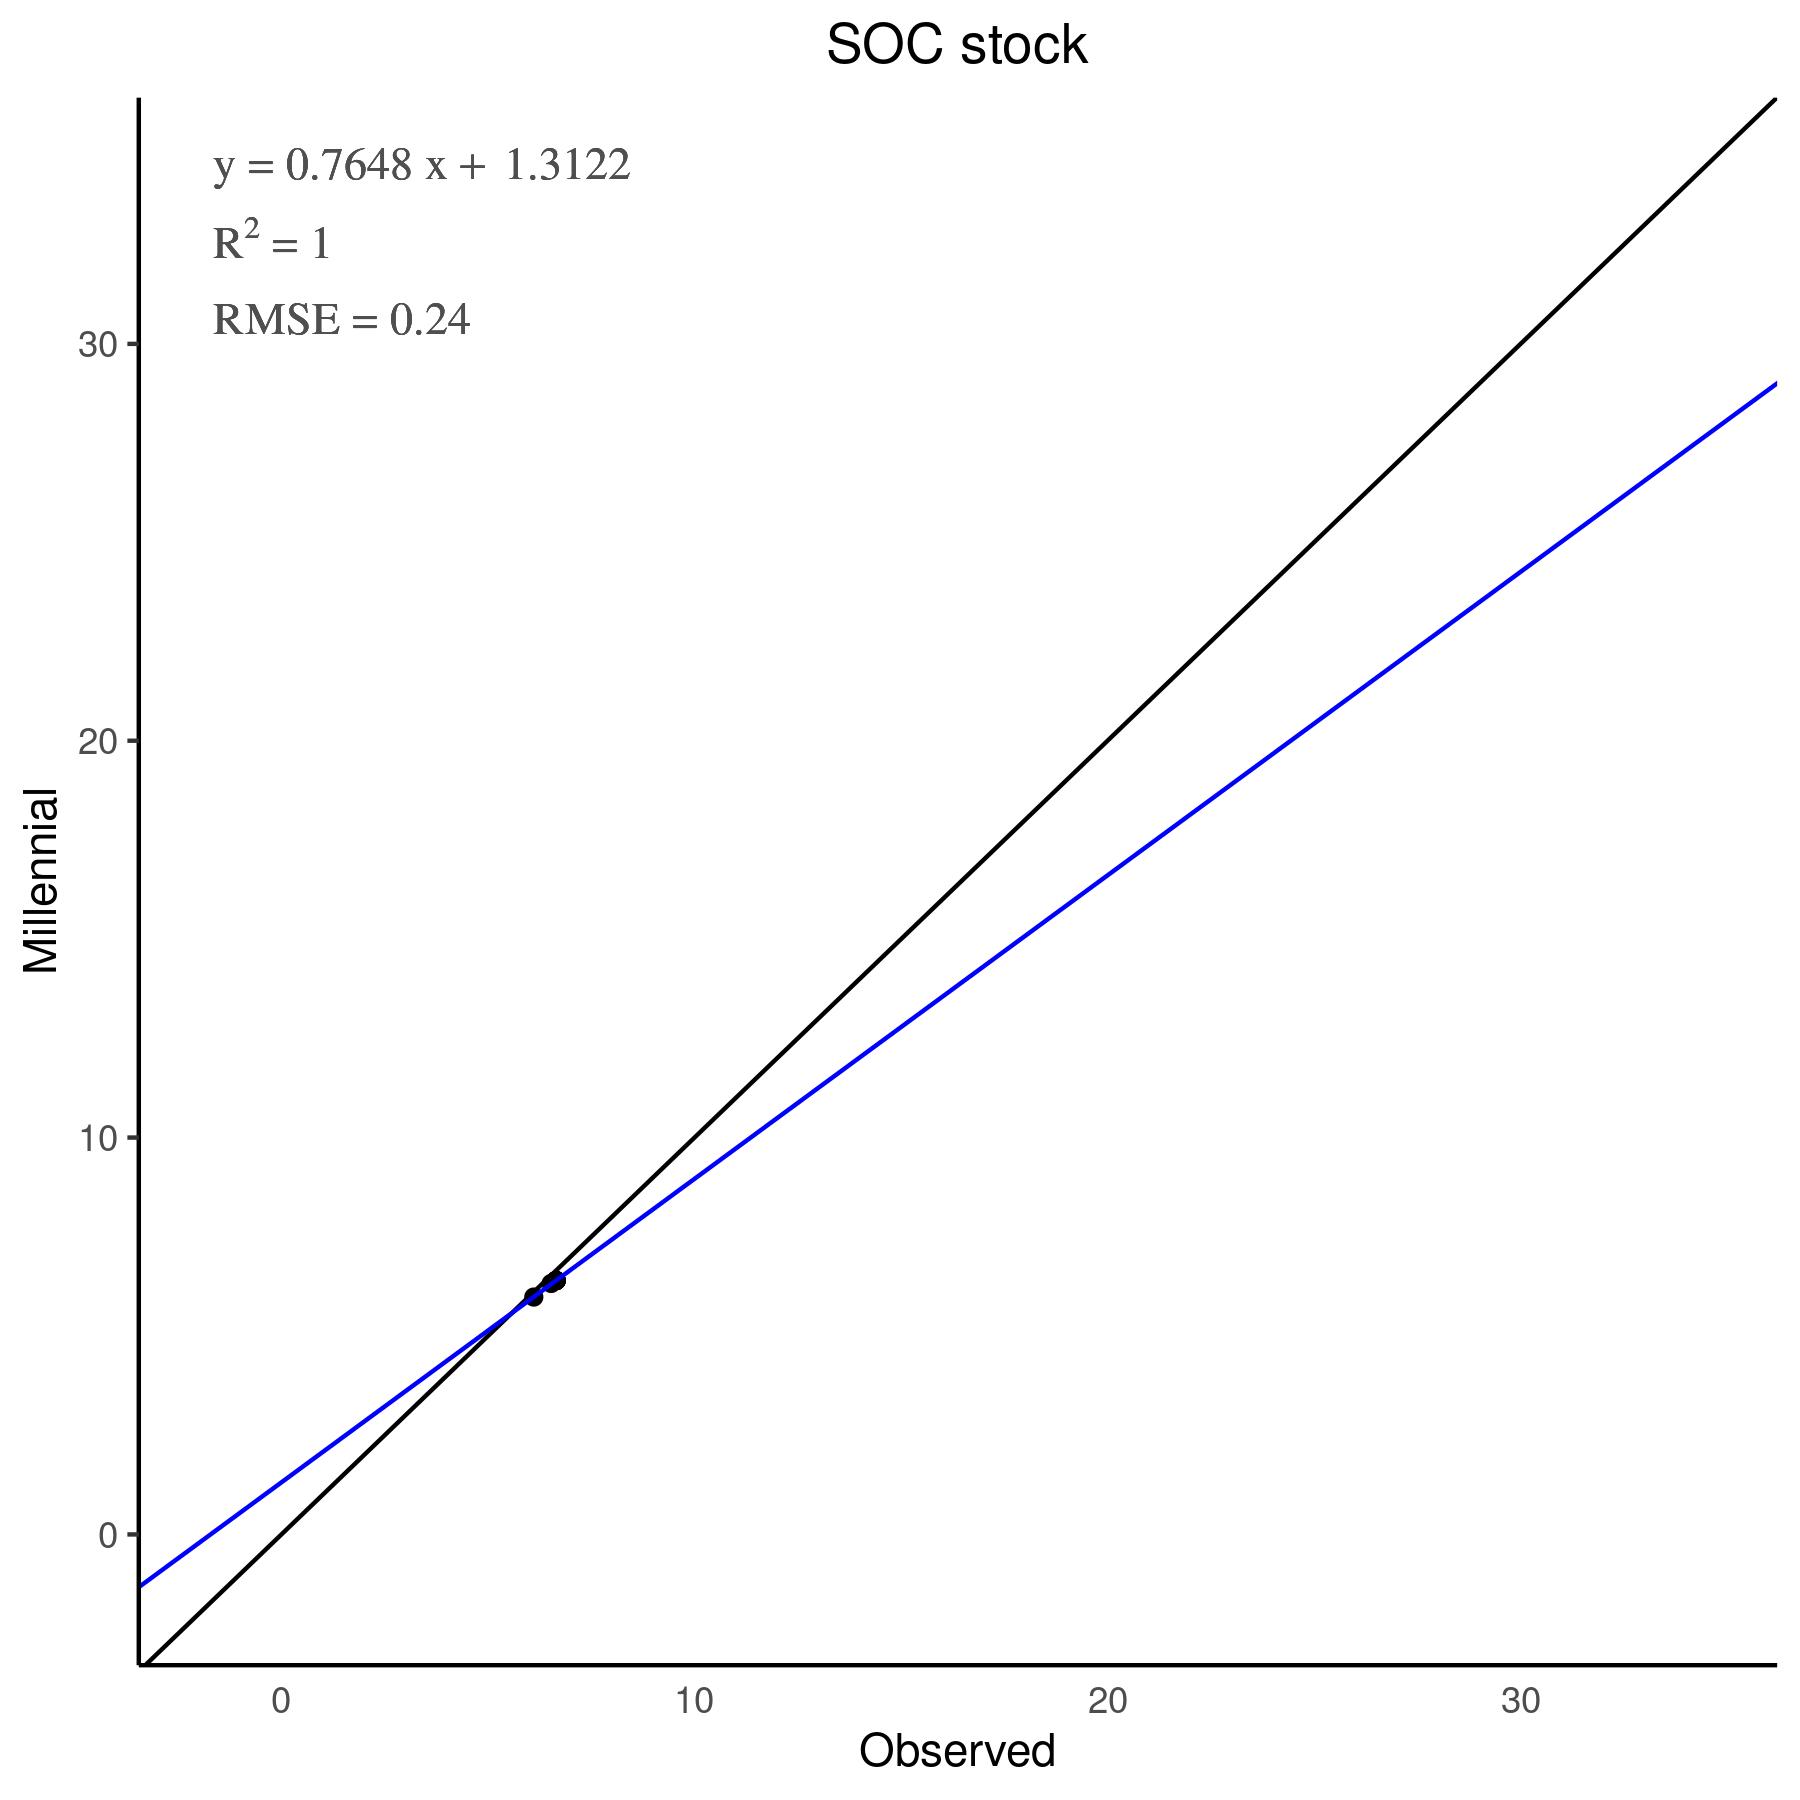 SOC stock
y = 0.7648 x + 1.3122
R² = 1
RMSE = 0.24
30
20
10
0
Millennial
0 10 20 30
Observed